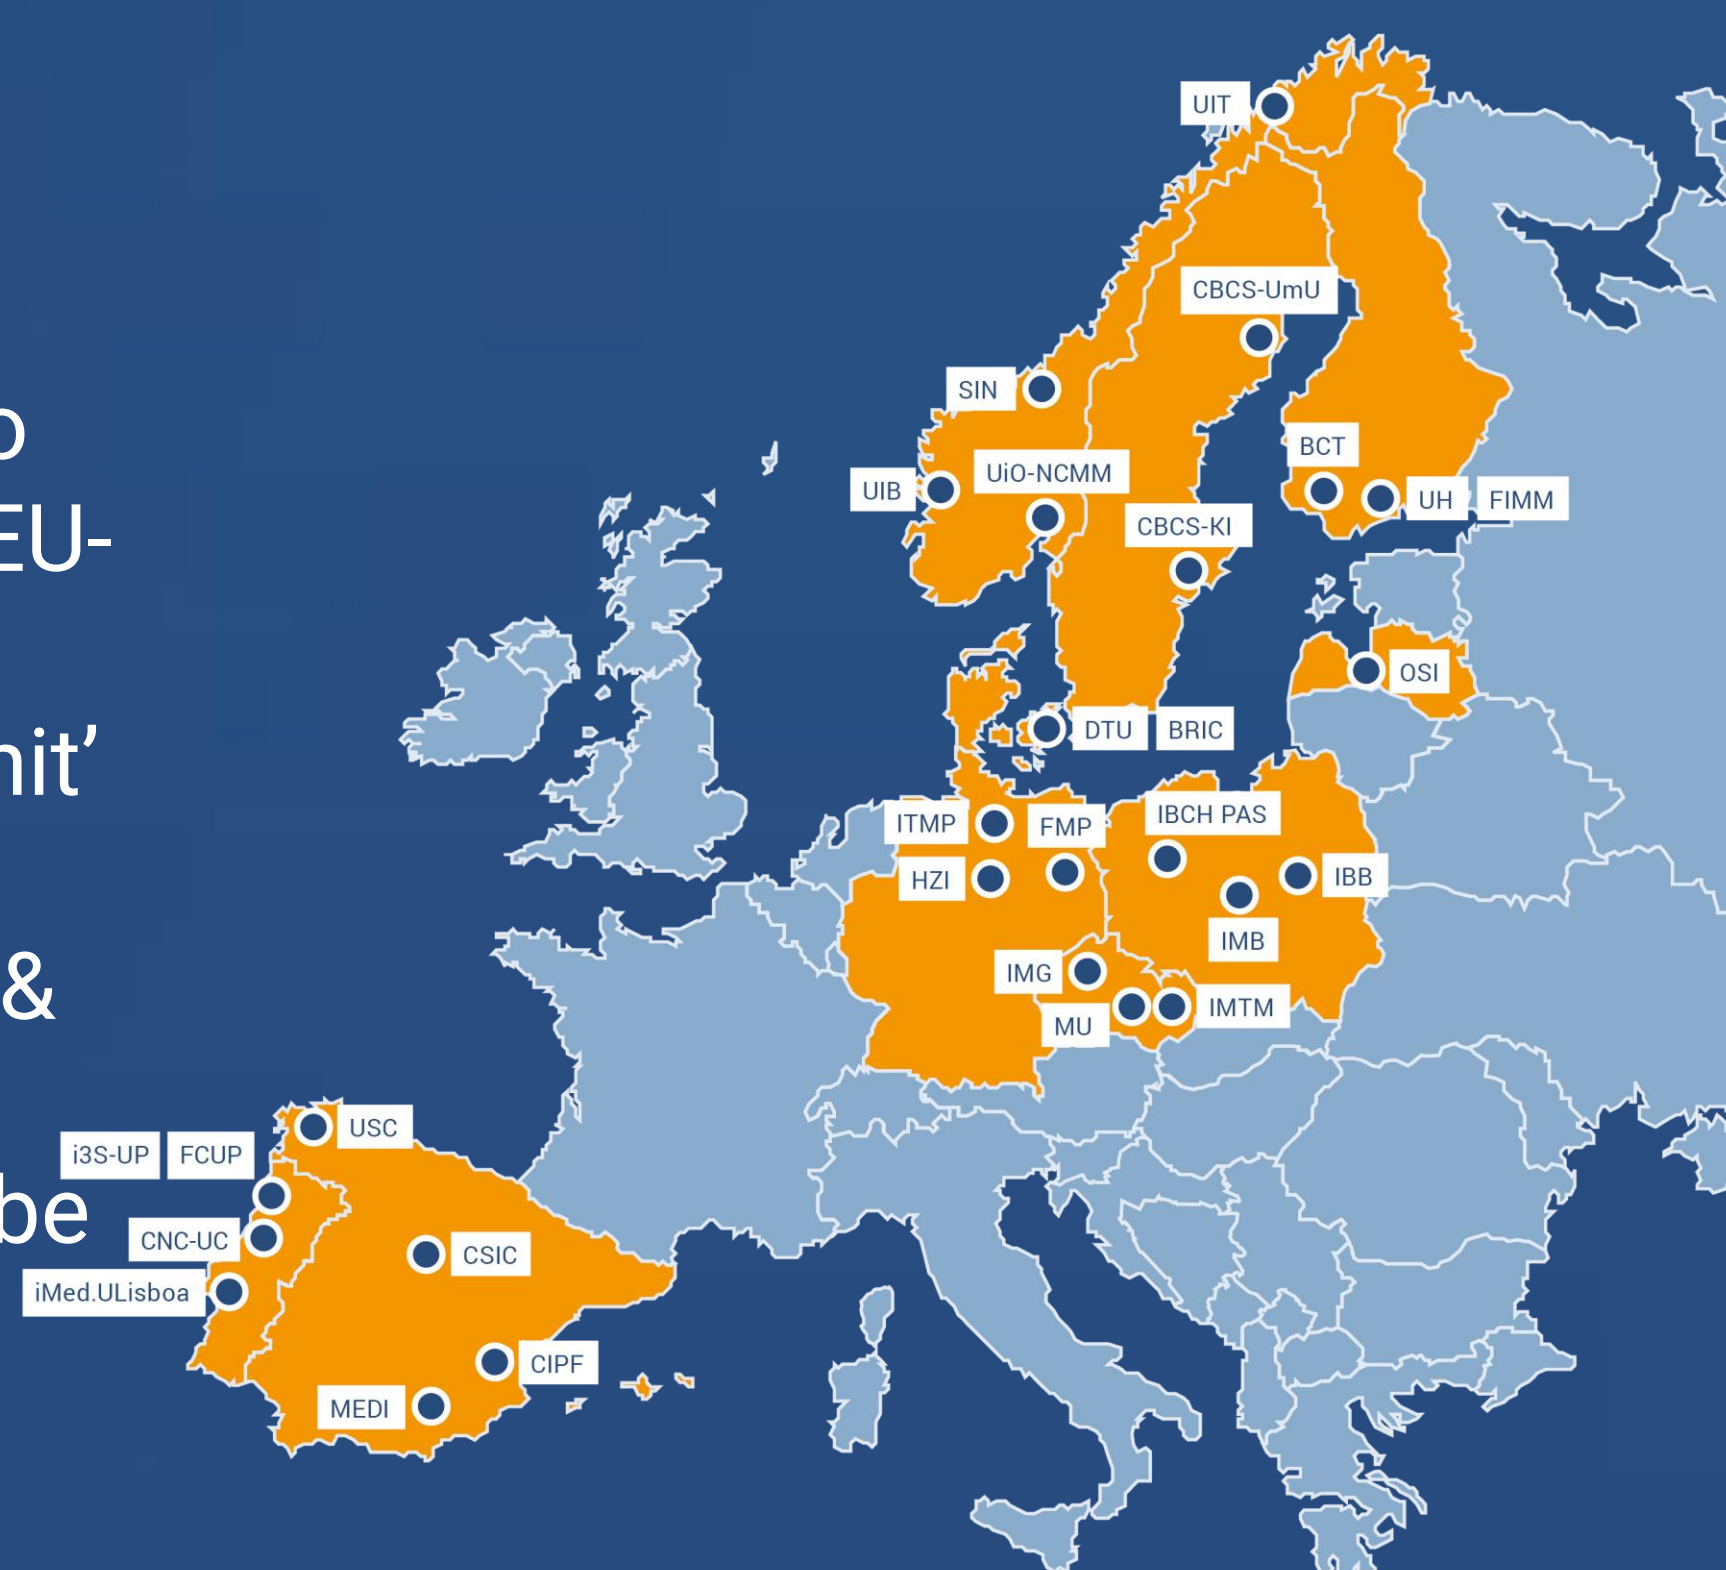 o
EU-
nit’
&
be
UIT
CBCS-UmU
SIN
BCT
UiO-NCMM
UIB
UH
FIMM
CBCS-KI
OSI
DTU
BRIC
IBCH PAS
ITMP
FMP
HZI
IBB
IMB
IMG
IMTM
MU
USC
i3S-UP
FCUP
CNC-UC
CSIC
iMed.ULisboa
CIPF
MEDI